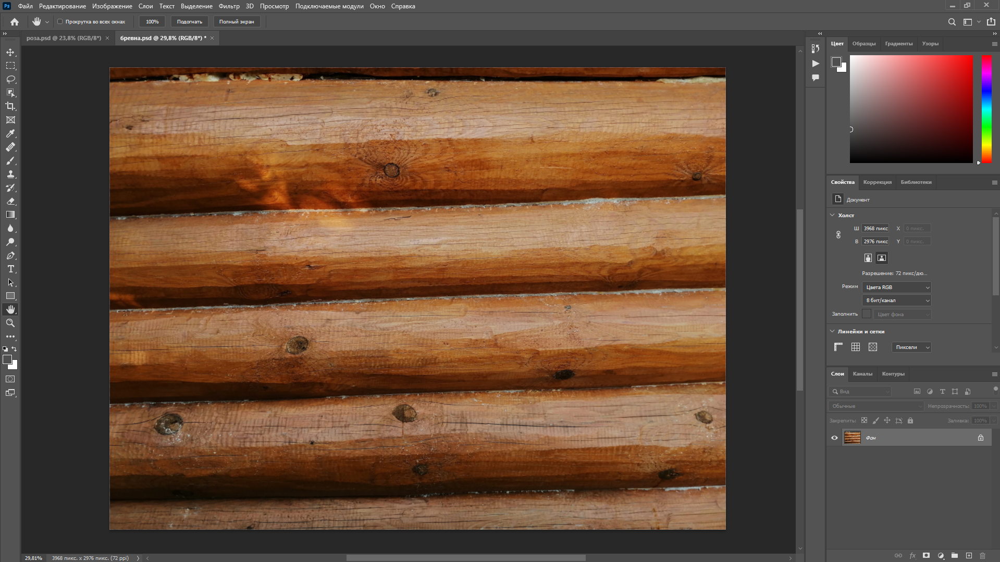 Ps Файл Редактирование Изображение Слои Текст Выделение Фильтр 3D Просмотр Подключаемые модули Окно Справка
Прокрутка во всех окнах 100% Подогнать Полный экран
роза.psd @ 23,8% (RGB/8*) × бревна.psd @ 29,8% (RGB/8*) * ×
Цвет Образцы Градиенты Узоры
Свойства Коррекция Библиотеки
Документ
Холст
Ш 3968 пикс X 0 пикс.
В 2976 пикс Y 0 пикс.
Разрешение: 72 пикс/дю...
Режим Цвета RGB
8 бит/канал
Заполнить Цвет фона
Линейки и сетки
Пиксели
Слои Каналы Контуры
Вид
Обычные Непрозрачность: 100%
Закрепить: Заливка: 100%
Фон
29,81% 3968 пикс. x 2976 пикс. (72 ppi)